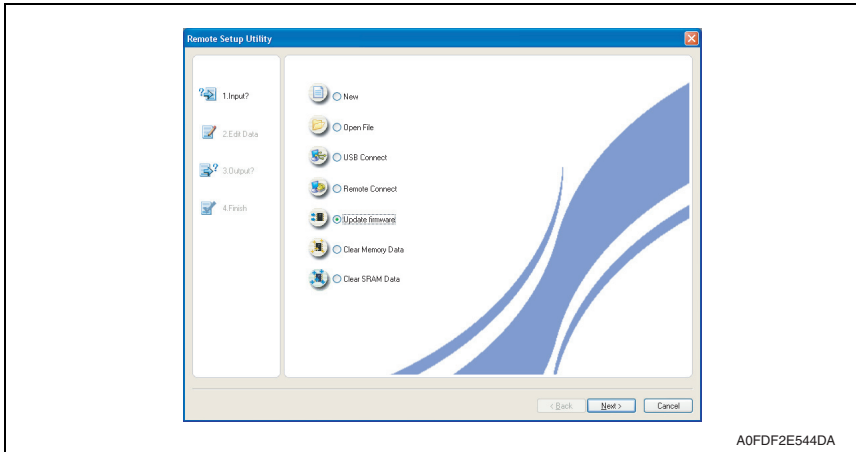 Remote Setup Utility
1.Input?
2.Edit Data
3.Output?
4.Finish
New
Open File
USB Connect
Remote Connect
Update firmware
Clear Memory Data
Clear SRAM Data
< Back
Next >
Cancel
A0FDF2E544DA